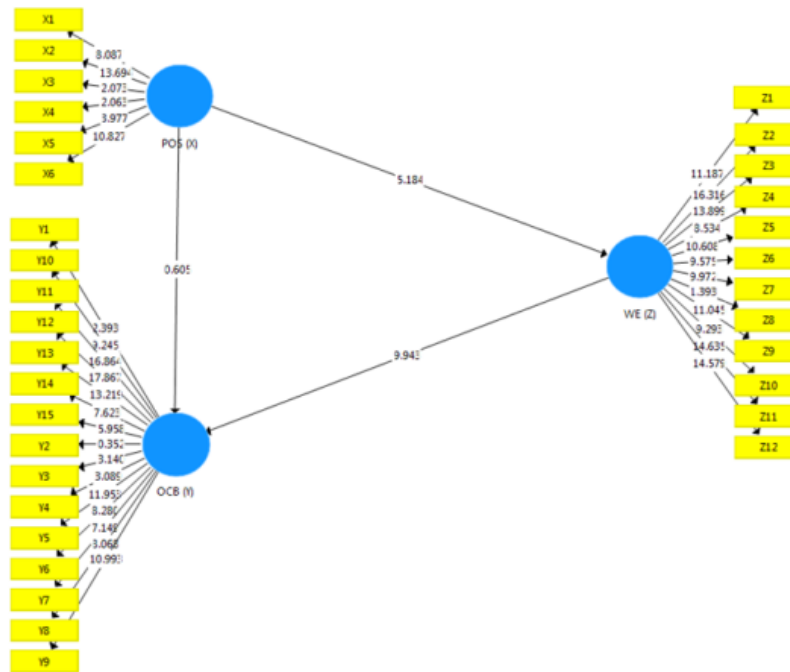 X1
X2
X3
X4
X5
X6
8.087
13.694
2.073
2.063
3.977
10.827
POS (X)
5.184
0.605
Z1
Z2
Z3
Z4
Z5
Z6
Z7
Z8
Z9
Z10
Z11
Z12
11.187
16.316
13.899
8.534
10.608
9.575
9.972
1.393
11.045
9.293
14.635
14.579
WE (Z)
9.943
Y1
Y10
Y11
Y12
Y13
Y14
Y15
Y2
Y3
Y4
Y5
Y6
Y7
Y8
Y9
2.393
9.245
16.864
17.867
13.219
7.623
5.958
0.352
3.140
3.089
11.953
8.280
7.148
3.068
10.993
OCB (Y)